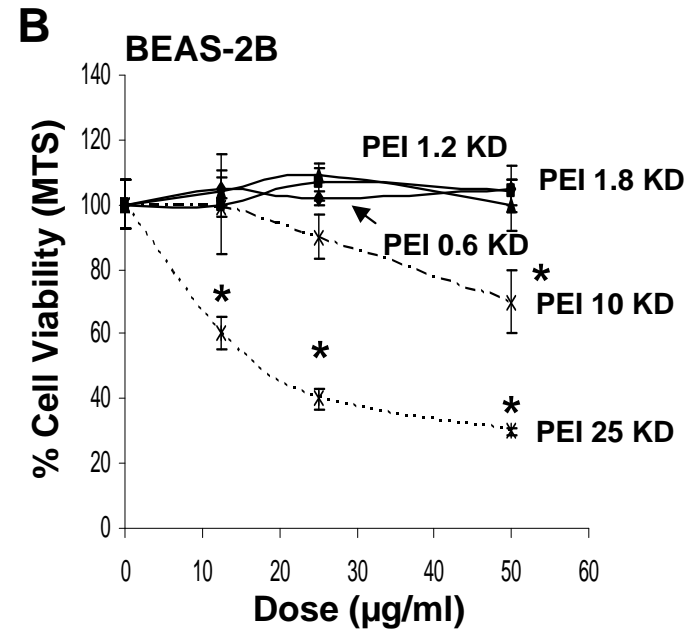 B
BEAS-2B
% Cell Viability (MTS)
140
120
100
80
60
40
20
0
PEI 1.2 KD
PEI 1.8 KD
PEI 0.6 KD
*
PEI 10 KD
*
*
*
PEI 25 KD
0 10 20 30 40 50 60
Dose (µg/ml)